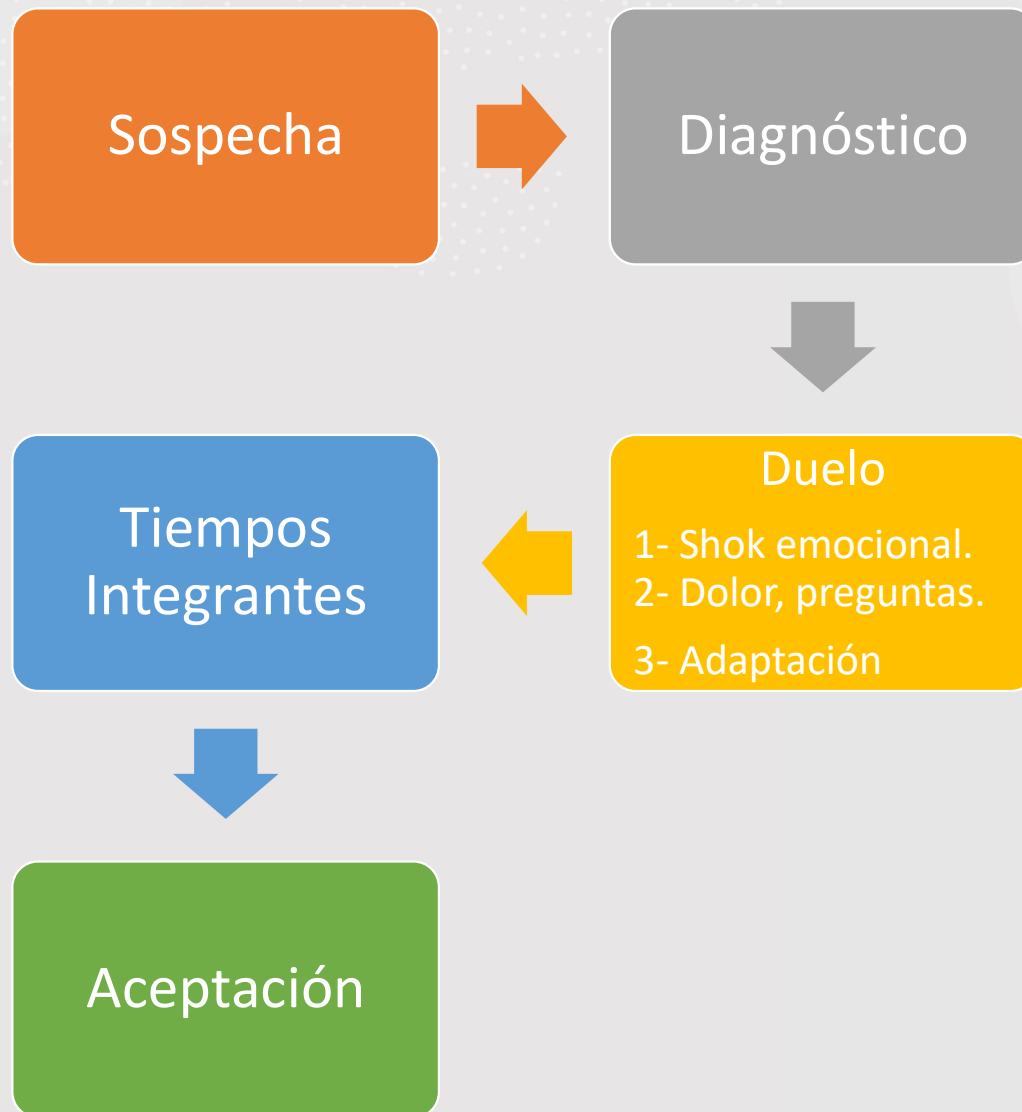 Sospecha
Diagnóstico
Duelo
1- Shok emocional.
2- Dolor, preguntas.
3- Adaptación
Tiempos
Integrantes
Aceptación